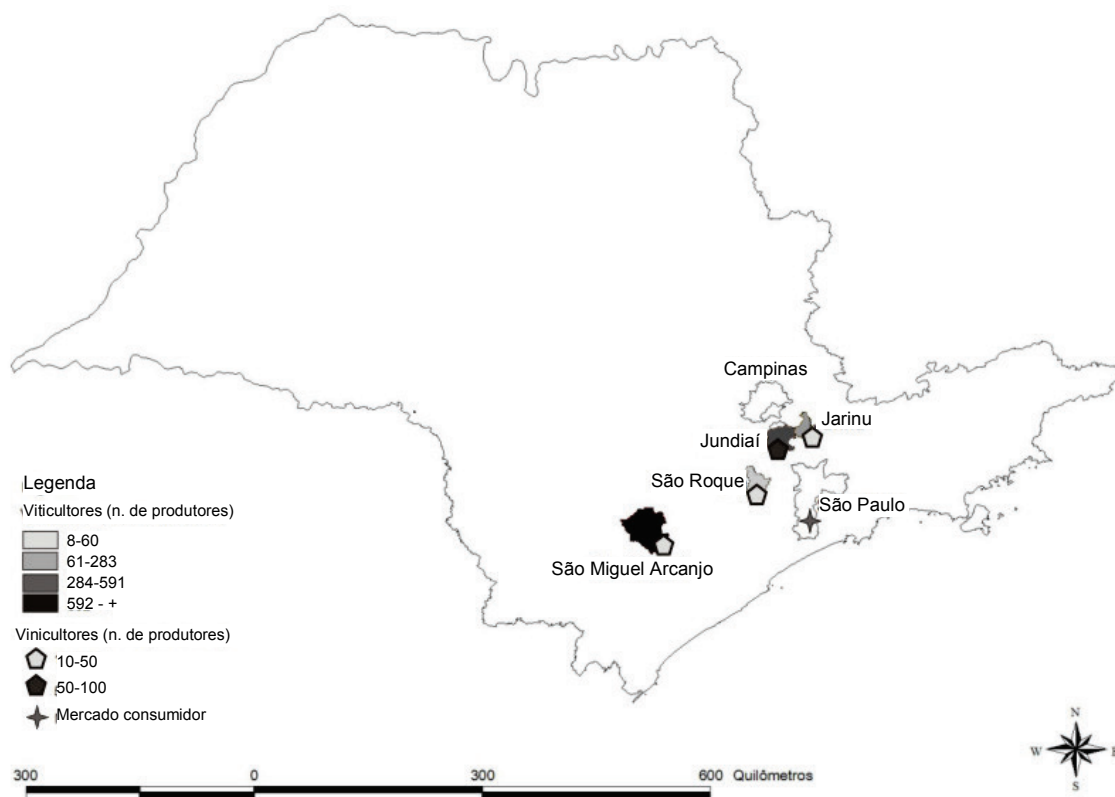 Campinas
Jarinu
Jundiaí
São Roque
São Paulo
São Miguel Arcanjo
Legenda
Viticultores (n. de produtores)
8-60
61-283
284-591
592 - +
Vinicultores (n. de produtores)
10-50
50-100
Mercado consumidor
N
W E
S
300 0 300 600 Quilômetros